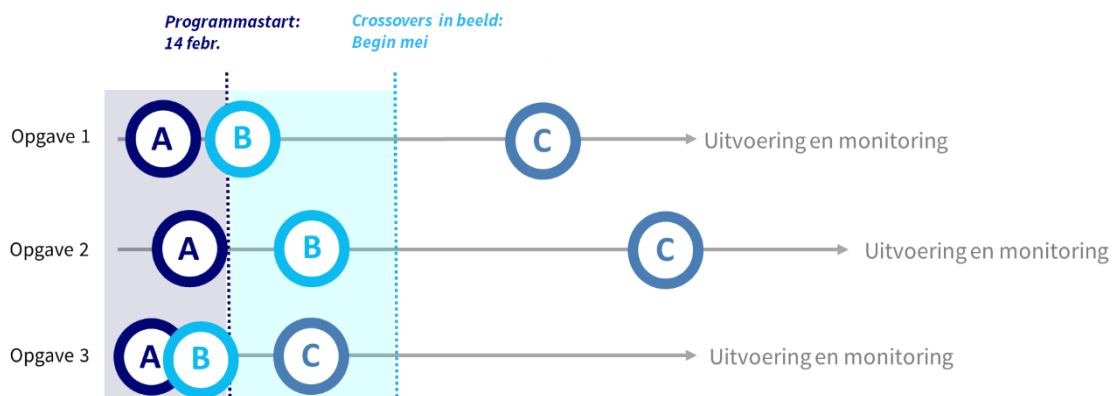 Programmastart:
14 febr.
Crossovers in beeld:
Begin mei
Opgave 1
A
B
C
Uitvoering en monitoring
Opgave 2
A
B
C
Uitvoering en monitoring
Opgave 3
A
B
C
Uitvoering en monitoring